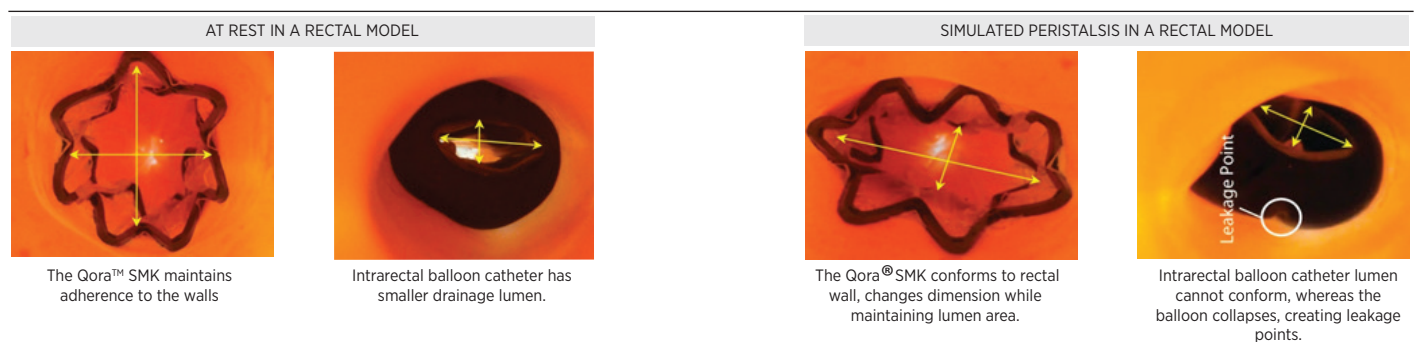 AT REST IN A RECTAL MODEL
The Qora™ SMK maintains
adherence to the walls
Intrarectal balloon catheter has
smaller drainage lumen.
SIMULATED PERISTALSIS IN A RECTAL MODEL
The Qora® SMK conforms to rectal
wall, changes dimension while
maintaining lumen area.
Leakage Point
Intrarectal balloon catheter lumen
cannot conform, whereas the
balloon collapses, creating leakage
points.